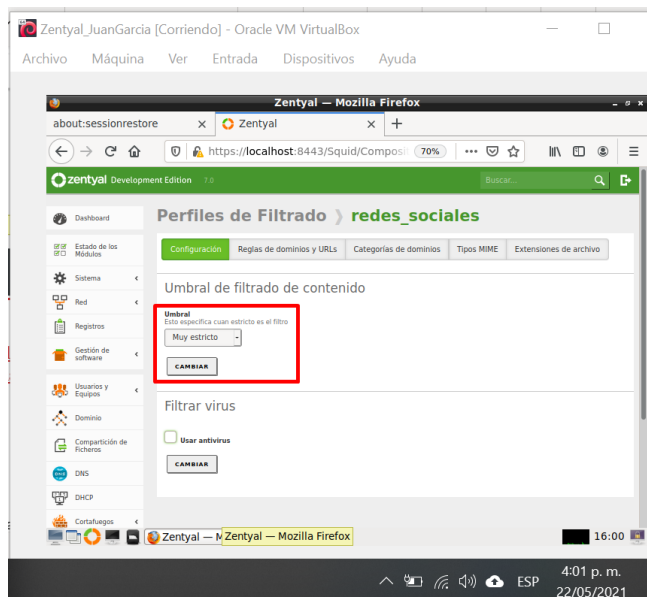 Zentyal_JuanGarcia [Corriendo] - Oracle VM VirtualBox
Archivo Máquina Ver Entrada Dispositivos Ayuda
Zentyal — Mozilla Firefox
about:sessionrestore Zentyal
https://localhost:8443/Squid/Composi 70%
zentyal Development Edition 7.0 Buscar...
Perfiles de Filtrado redes_sociales
Configuración Reglas de dominios y URLs Categorías de dominios Tipos MIME Extensiones de archivo
Dashboard
Estado de los
Módulos
Sistema
Red
Registros
Gestión de
software
Usuarios y
Equipos
Dominio
Compartición de
Ficheros
DNS
DHCP
Cortafuegos
Umbral de filtrado de contenido
Umbral
Esto especifica cuan estricto es el filtro
Muy estricto
CAMBIAR
Filtrar virus
Usar antivirus
CAMBIAR
Zentyal — M Zentyal — Mozilla Firefox 16:00
ESP 4:01 p. m.
22/05/2021